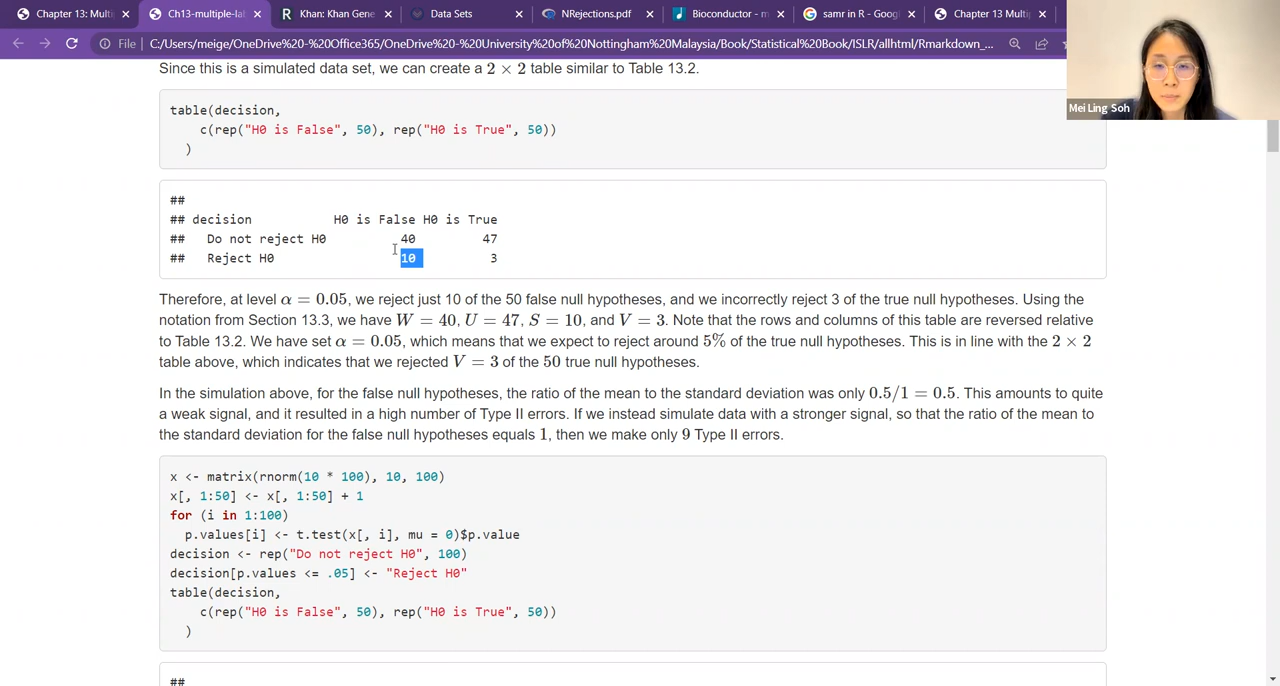 Chapter 13: Multi
Ch13-multiple-la
Khan: Khan Gene
Data Sets
NRejections.pdf
Bioconductor - m
samr in R - Goog
Chapter 13 Multi
File
C:/Users/meige/OneDrive%20-%20Office365/OneDrive%20-%20University%20of%20Nottingham%20Malaysia/Book/Statistical%20Book/ISLR/allhtml/Rmarkdown_...
Mei Ling Soh
Since this is a simulated data set, we can create a 2 × 2 table similar to Table 13.2.
table(decision,
c(rep("H0 is False", 50), rep("H0 is True", 50))
)
##
## decision H0 is False H0 is True
## Do not reject H0 40 47
## Reject H0 10 3
Therefore, at level α = 0.05, we reject just 10 of the 50 false null hypotheses, and we incorrectly reject 3 of the true null hypotheses. Using the
notation from Section 13.3, we have W = 40, U = 47, S = 10, and V = 3. Note that the rows and columns of this table are reversed relative
to Table 13.2. We have set α = 0.05, which means that we expect to reject around 5% of the true null hypotheses. This is in line with the 2 × 2
table above, which indicates that we rejected V = 3 of the 50 true null hypotheses.
In the simulation above, for the false null hypotheses, the ratio of the mean to the standard deviation was only 0.5/1 = 0.5. This amounts to quite
a weak signal, and it resulted in a high number of Type II errors. If we instead simulate data with a stronger signal, so that the ratio of the mean to
the standard deviation for the false null hypotheses equals 1, then we make only 9 Type II errors.
x <- matrix(rnorm(10 * 100), 10, 100)
x[, 1:50] <- x[, 1:50] + 1
for (i in 1:100)
p.values[i] <- t.test(x[, i], mu = 0)$p.value
decision <- rep("Do not reject H0", 100)
decision[p.values <= .05] <- "Reject H0"
table(decision,
c(rep("H0 is False", 50), rep("H0 is True", 50))
)
##